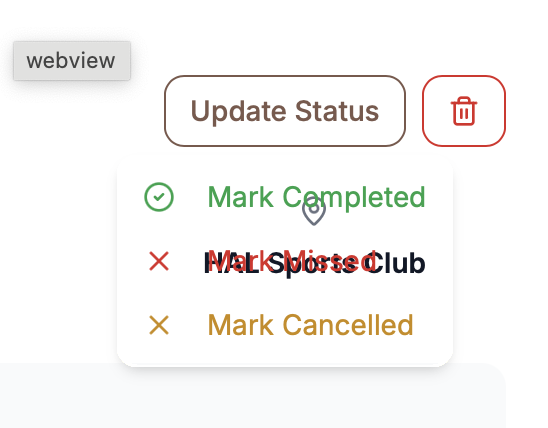 webview
Update Status
Mark Completed
Mark Missed
HAL Sports Club
Mark Cancelled